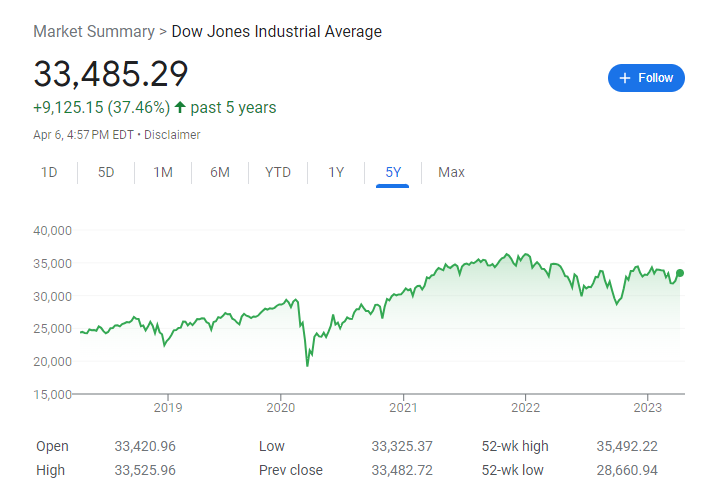 Market Summary > Dow Jones Industrial Average
33,485.29
+ Follow
+9,125.15 (37.46%) ↑ past 5 years
Apr 6, 4:57 PM EDT • Disclaimer
1D 5D 1M 6M YTD 1Y 5Y Max
40,000
35,000
30,000
25,000
20,000
15,000
2019 2020 2021 2022 2023
Open 33,420.96 Low 33,325.37 52-wk high 35,492.22
High 33,525.96 Prev close 33,482.72 52-wk low 28,660.94